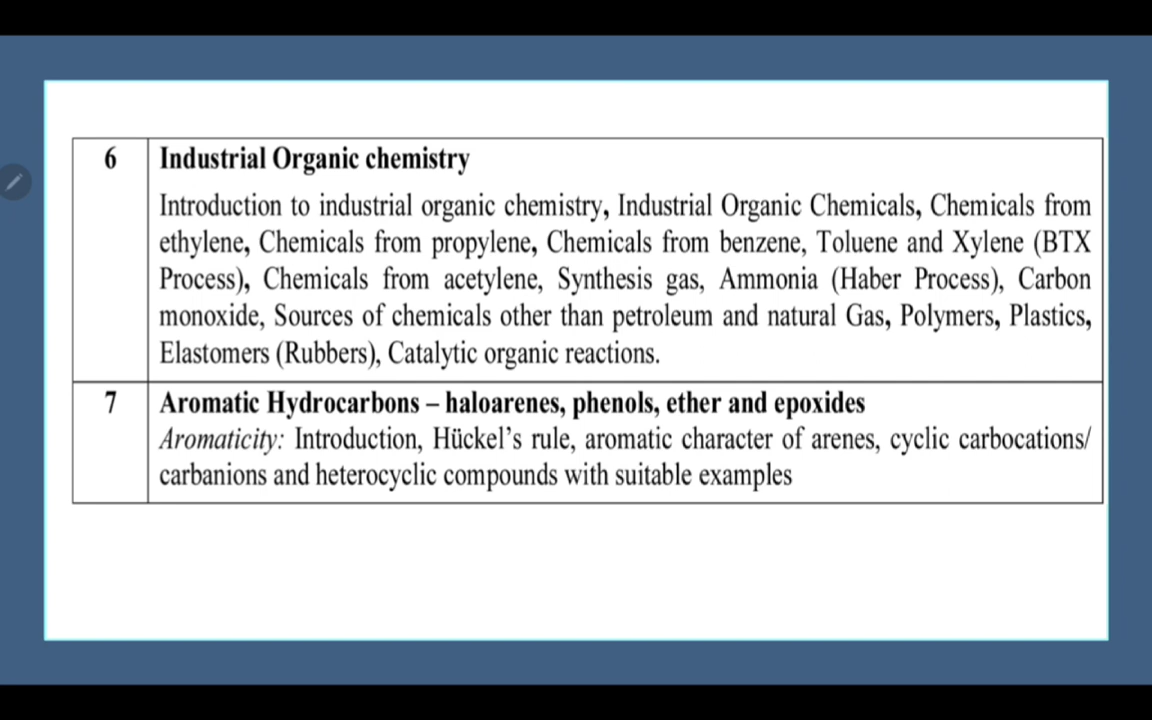 6 Industrial Organic chemistry
Introduction to industrial organic chemistry, Industrial Organic Chemicals, Chemicals from
ethylene, Chemicals from propylene, Chemicals from benzene, Toluene and Xylene (BTX
Process), Chemicals from acetylene, Synthesis gas, Ammonia (Haber Process), Carbon
monoxide, Sources of chemicals other than petroleum and natural Gas, Polymers, Plastics,
Elastomers (Rubbers), Catalytic organic reactions.
7 Aromatic Hydrocarbons – haloarenes, phenols, ether and epoxides
Aromaticity: Introduction, Hückel’s rule, aromatic character of arenes, cyclic carbocations/
carbanions and heterocyclic compounds with suitable examples